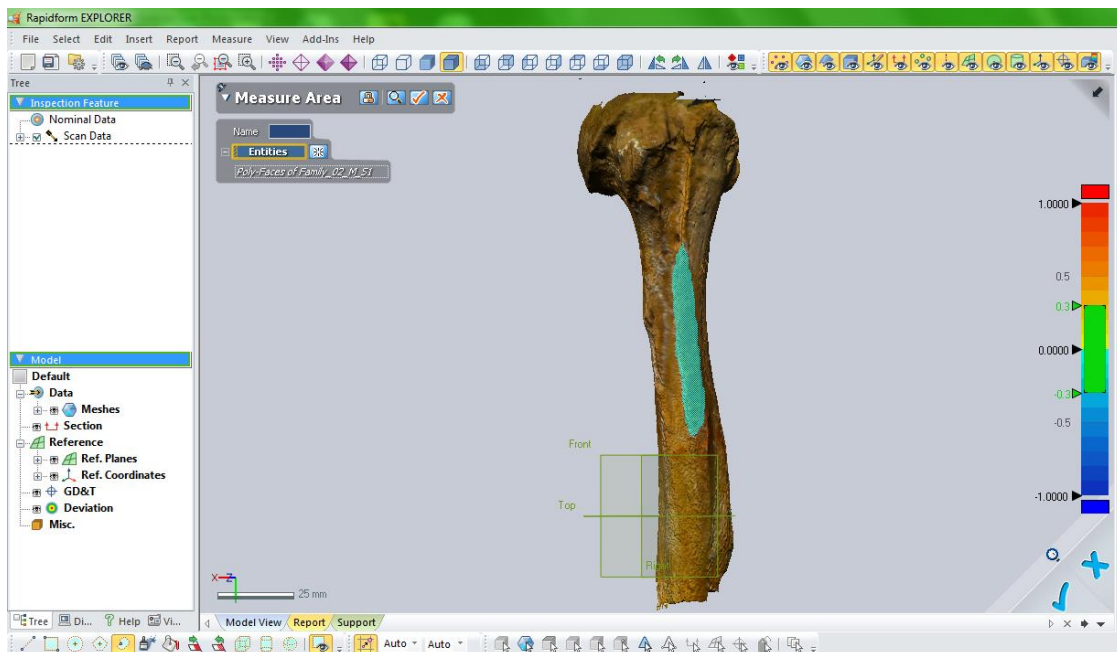 Rapidform EXPLORER
File Select Edit Insert Report Measure View Add-Ins Help
Tree
Inspection Feature
Nominal Data
Scan Data
Measure Area
Name
Entities
Poly-Faces of Family_02_M_S1
1.0000
0.5
0.3
0.0000
-0.3
-0.5
-1.0000
Model
Default
Data
Meshes
Section
Reference
Ref. Planes
Ref. Coordinates
GD&T
Deviation
Misc.
Front
Top
Right
X Z
25 mm
Tree Di... Help Vi...
Model View Report Support
Auto Auto